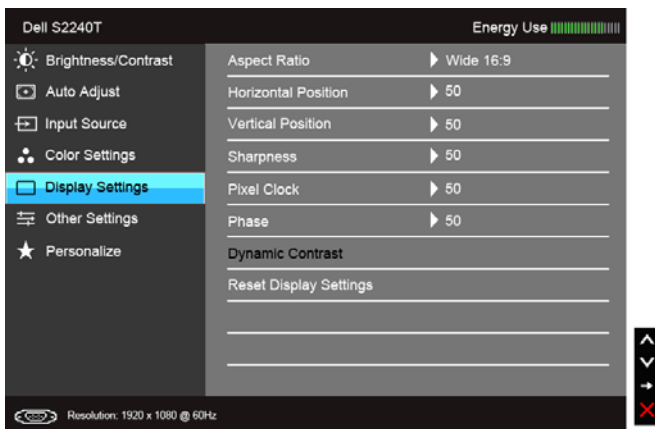 Dell S2240T
Energy Use
Brightness/Contrast
Auto Adjust
Input Source
Color Settings
Display Settings
Other Settings
Personalize
Aspect Ratio Wide 16:9
Horizontal Position 50
Vertical Position 50
Sharpness 50
Pixel Clock 50
Phase 50
Dynamic Contrast
Reset Display Settings
Resolution: 1920 x 1080 @ 60Hz